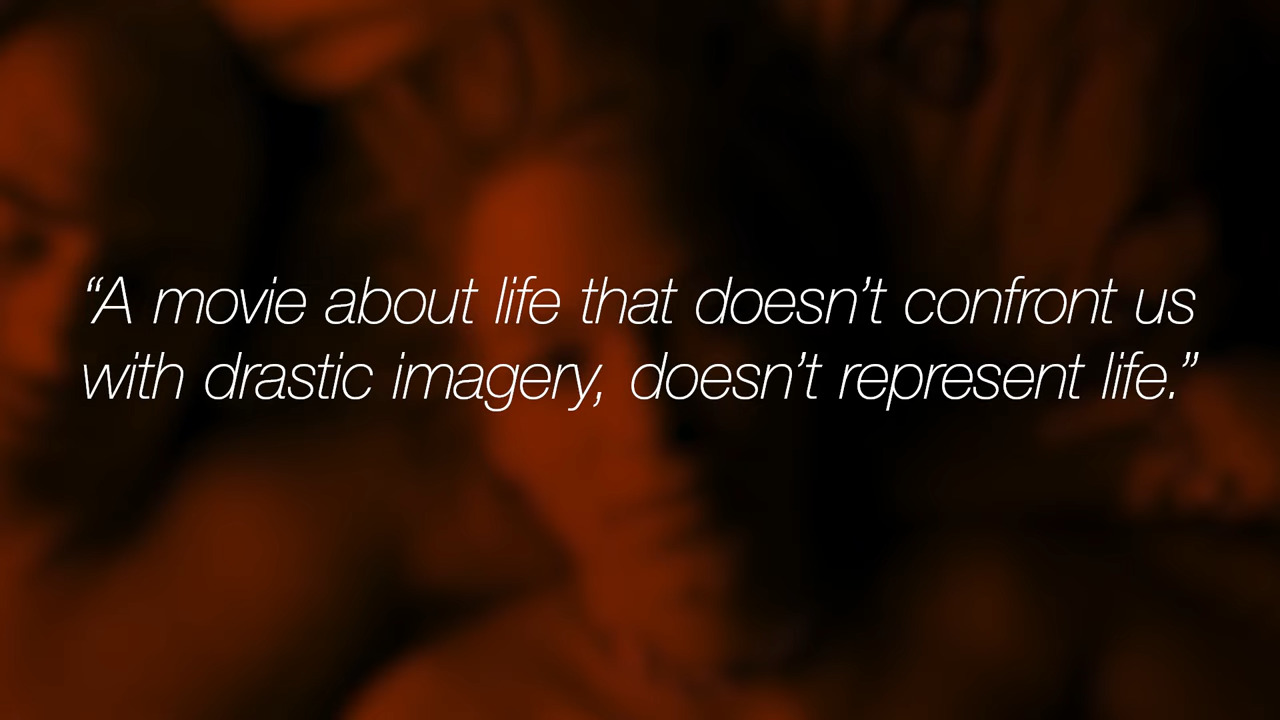 “A movie about life that doesn’t confront us
with drastic imagery, doesn’t represent life.”